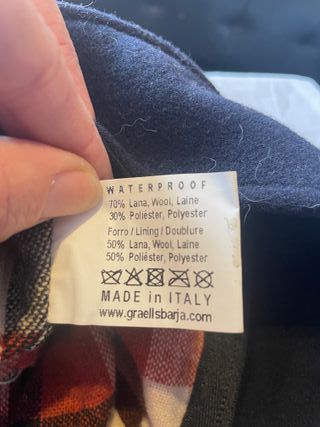 WATERPROOF
70% Lana, Wool, Laine
30% Poliéster, Polyester
Forro / Lining / Doublure
50% Lana, Wool, Laine
50% Poliéster, Polyester
MADE IN ITALY
www.graellsbarja.com